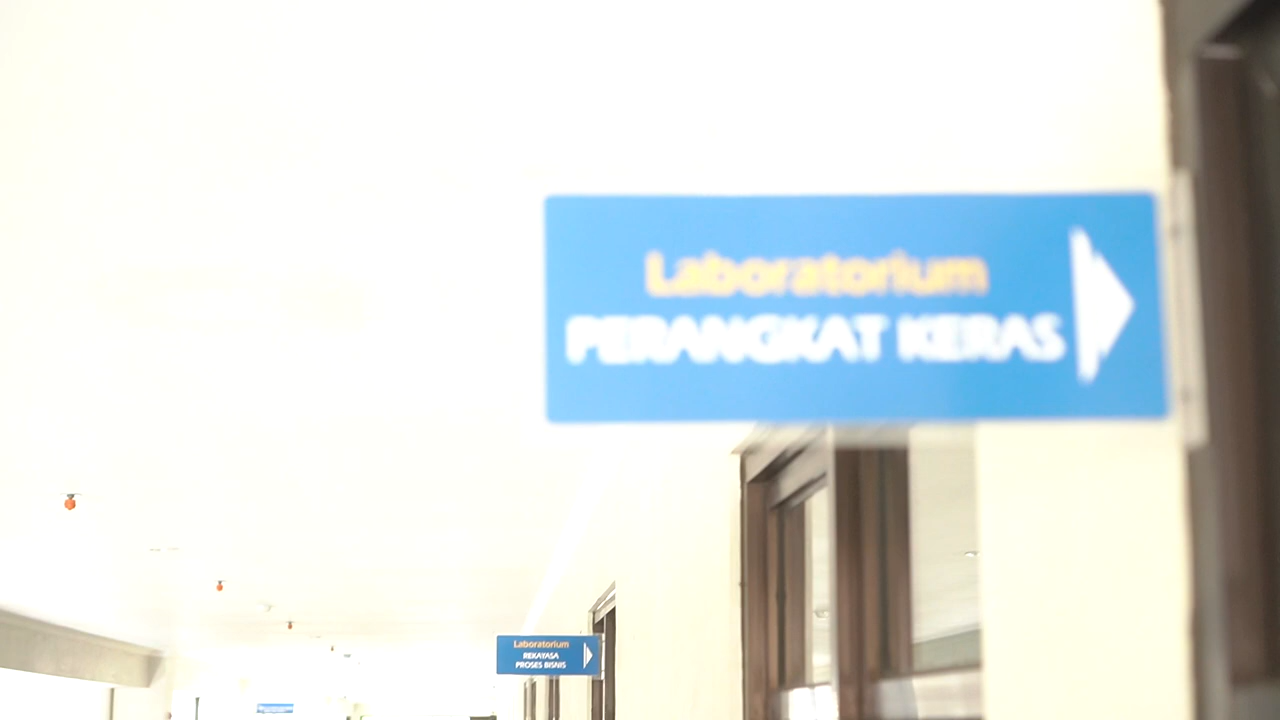 Laboratorium
PERANGKAT KERAS
Laboratorium
REKAYASA
PROSES BISNIS